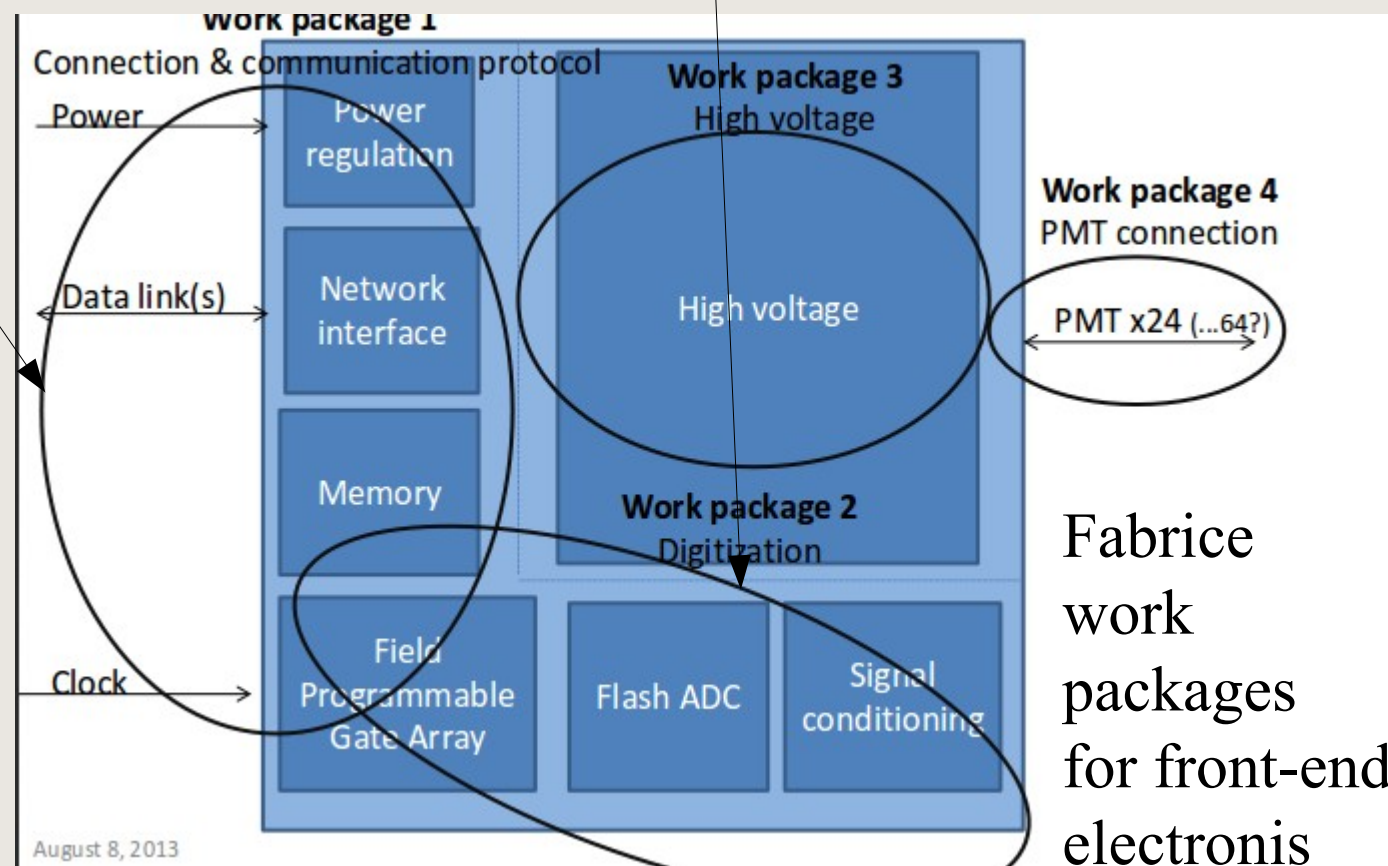 Work package 1
Connection & communication protocol
Power
Power
regulation
Data link(s)
Network
interface
Memory
Clock
Field
Programmable
Gate Array
Work package 3
High voltage
High voltage
Work package 2
Digitization
Flash ADC
Signal
conditioning
Work package 4
PMT connection
PMT x24 (...64?)
Fabrice
work
packages
for front-end
electronis
August 8, 2013